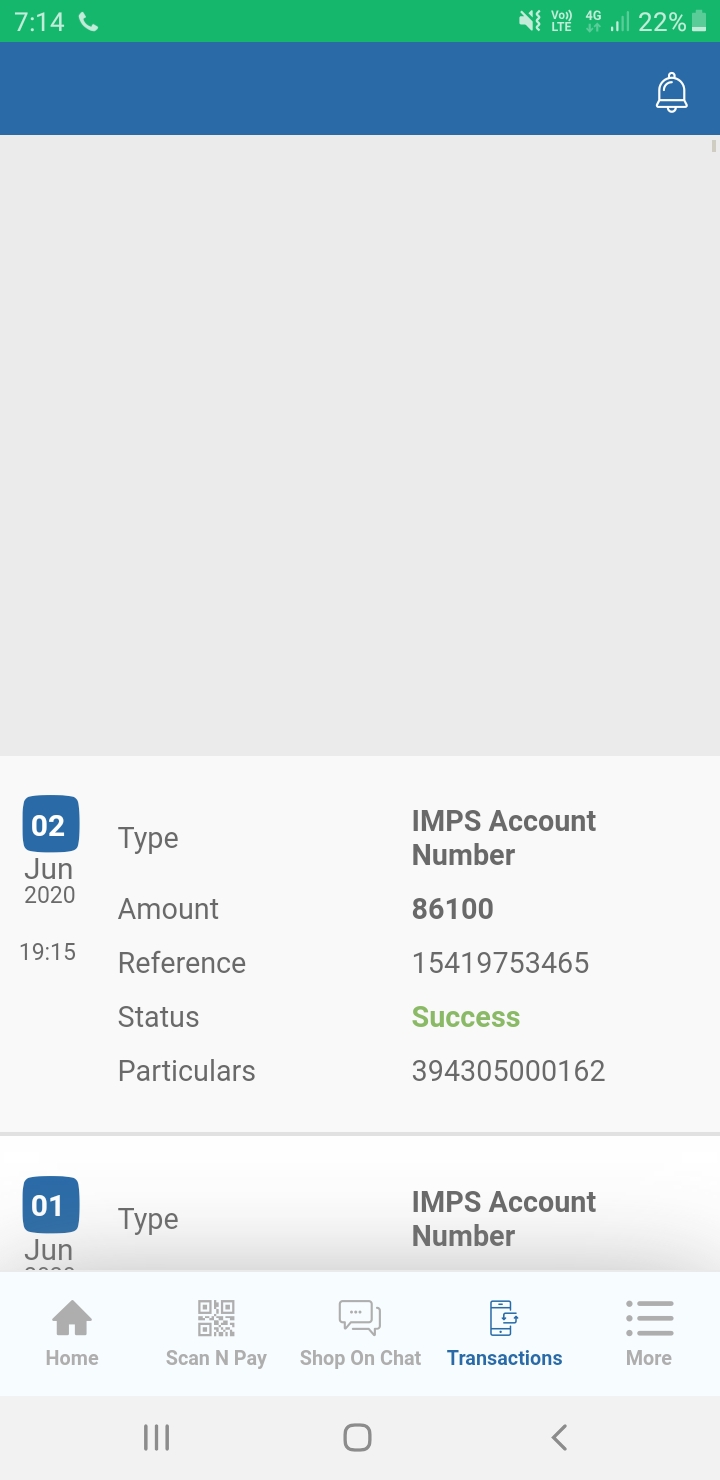 7:14
Vo))
LTE
4G
22%
02
Jun
2020
19:15
Type
IMPS Account
Number
Amount
86100
Reference
15419753465
Status
Success
Particulars
394305000162
01
Jun
Type
IMPS Account
Number
Home
Scan N Pay
Shop On Chat
Transactions
More